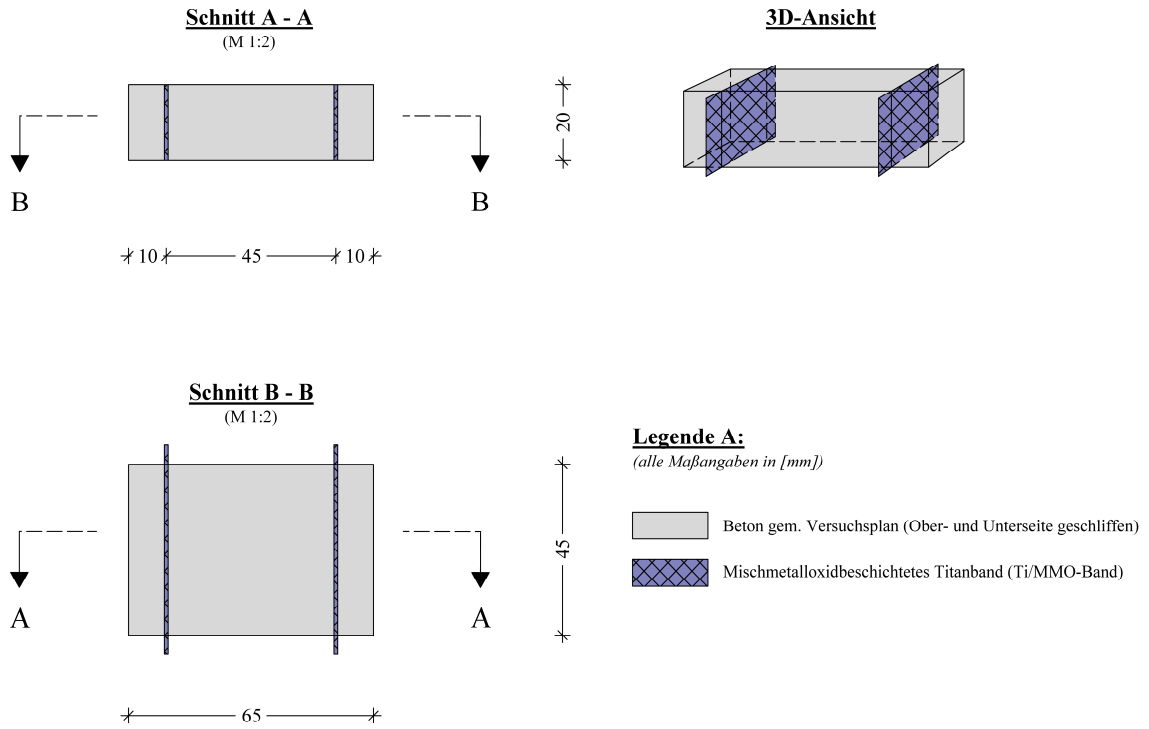 Schnitt A - A
(M 1:2)
3D-Ansicht
20
B
B
10
45
10
Schnitt B - B
(M 1:2)
Legende A:
(alle Maßangaben in [mm])
Beton gem. Versuchsplan (Ober- und Unterseite geschliffen)
45
Mischmetalloxidbeschichtetes Titanband (Ti/MMO-Band)
A
A
65